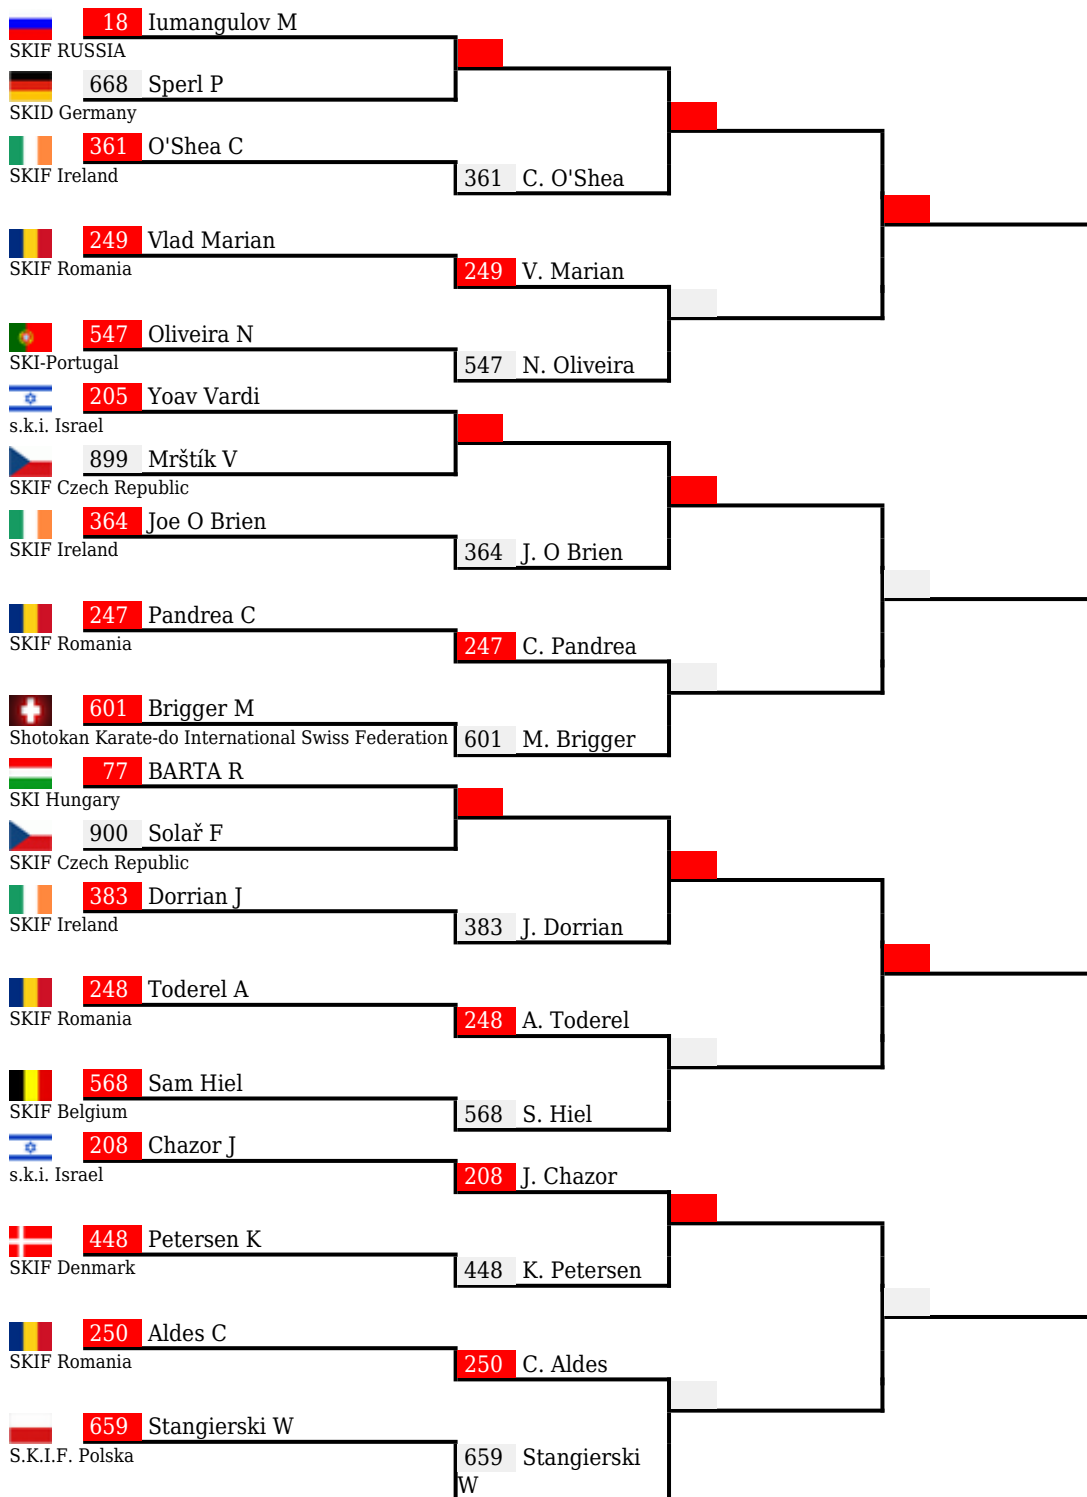 18 Iumangulov M
SKIF RUSSIA
668 Sperl P
SKID Germany
361 O'Shea C
361 C. O'Shea
SKIF Ireland
249 Vlad Marian
SKIF Romania
249 V. Marian
547 Oliveira N
SKI-Portugal
547 N. Oliveira
205 Yoav Vardi
s.k.i. Israel
899 Mrštík V
SKIF Czech Republic
364 Joe O Brien
SKIF Ireland
364 J. O Brien
247 Pandrea C
SKIF Romania
247 C. Pandrea
601 Brigger M
Shotokan Karate-do International Swiss Federation
601 M. Brigger
77 BARTA R
SKI Hungary
900 Solař F
SKIF Czech Republic
383 Dorrian J
SKIF Ireland
383 J. Dorrian
248 Toderel A
SKIF Romania
248 A. Toderel
568 Sam Hiel
SKIF Belgium
568 S. Hiel
208 Chazor J
s.k.i. Israel
208 J. Chazor
448 Petersen K
SKIF Denmark
448 K. Petersen
250 Aldes C
SKIF Romania
250 C. Aldes
659 Stangierski W
S.K.I.F. Polska
659 Stangierski
W